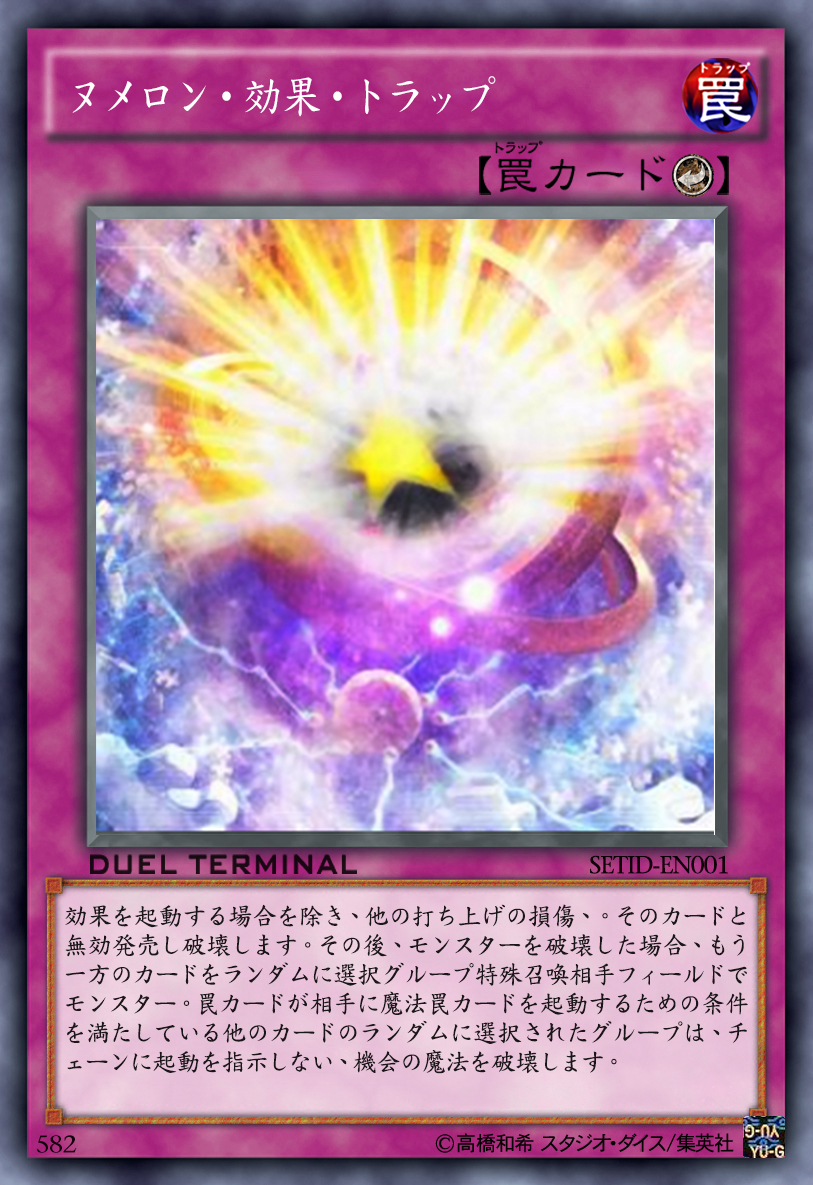 ヌメロン・効果・トラップ
トラップ
罠
トラップ
【罠カード】
DUEL TERMINAL
SETID-EN001
効果を起動する場合を除き、他の打ち上げの損傷、。そのカードと
無効発売し破壊します。その後、モンスターを破壊した場合、もう
一方のカードをランダムに選択グループ特殊召喚相手フィールドで
モンスター。罠カードが相手に魔法罠カードを起動するための条件
を満たしている他のカードのランダムに選択されたグループは、チ
ェーンに起動を指示しない、機会の魔法を破壊します。
582
©高橋和希 スタジオ・ダイス/集英社
YU-G
YU-G